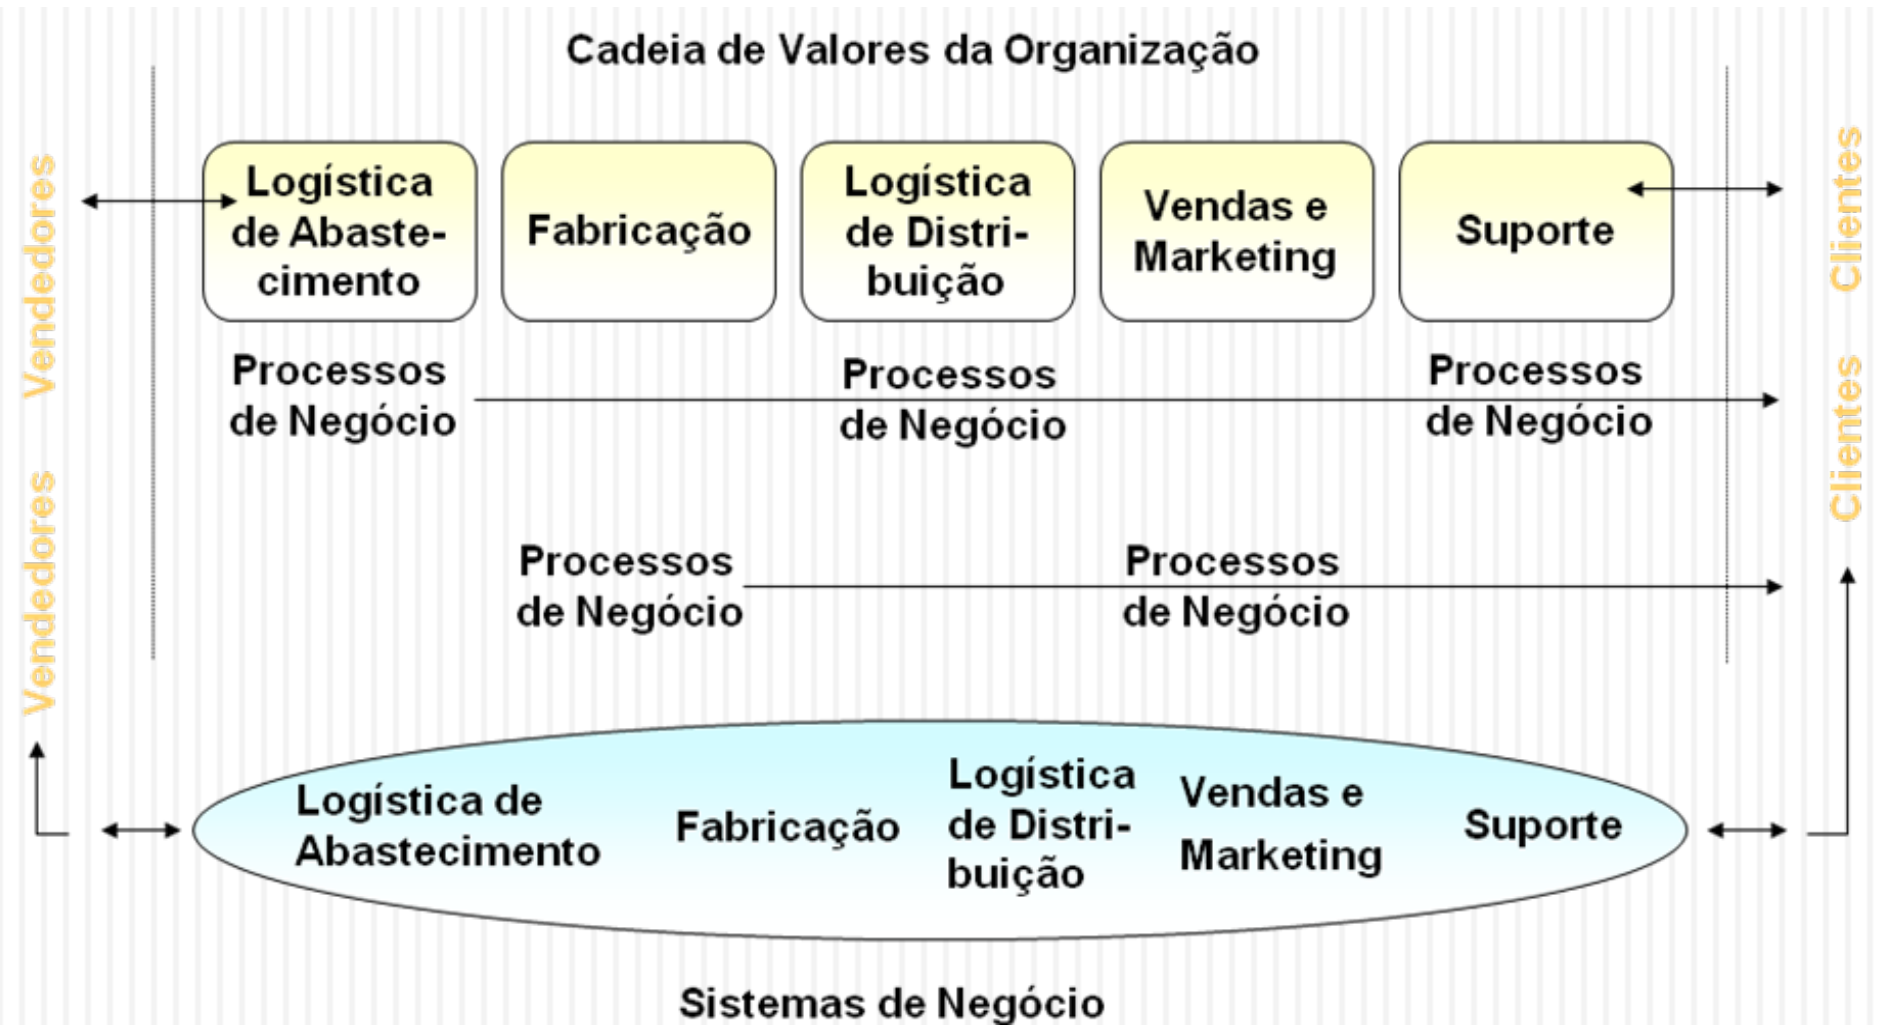 Cadeia de Valores da Organização
Vendedores
Vendedores
Logística
de Abaste-
cimento
Fabricação
Logística
de Distri-
buição
Vendas e
Marketing
Suporte
Clientes
Clientes
Processos
de Negócio
Processos
de Negócio
Processos
de Negócio
Processos
de Negócio
Processos
de Negócio
Logística de
Abastecimento
Fabricação
Logística
de Distri-
buição
Vendas e
Marketing
Suporte
Sistemas de Negócio